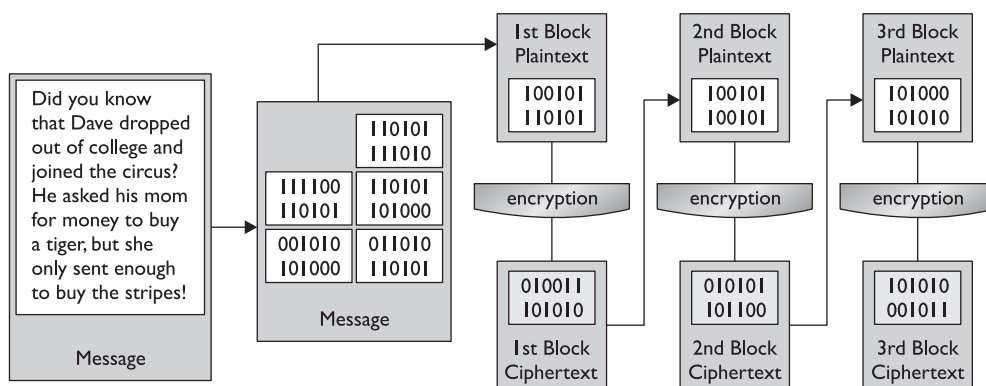 Did you know
that Dave dropped
out of college and
joined the circus?
He asked his mom
for money to buy
a tiger, but she
only sent enough
to buy the stripes!
Message
110101
111010
111100
110101
110101
101000
001010
101000
011010
110101
Message
1st Block
Plaintext
100101
110101
encryption
010011
101010
1st Block
Ciphertext
2nd Block
Plaintext
100101
100101
encryption
010101
101100
2nd Block
Ciphertext
3rd Block
Plaintext
101000
101010
encryption
101010
001011
3rd Block
Ciphertext